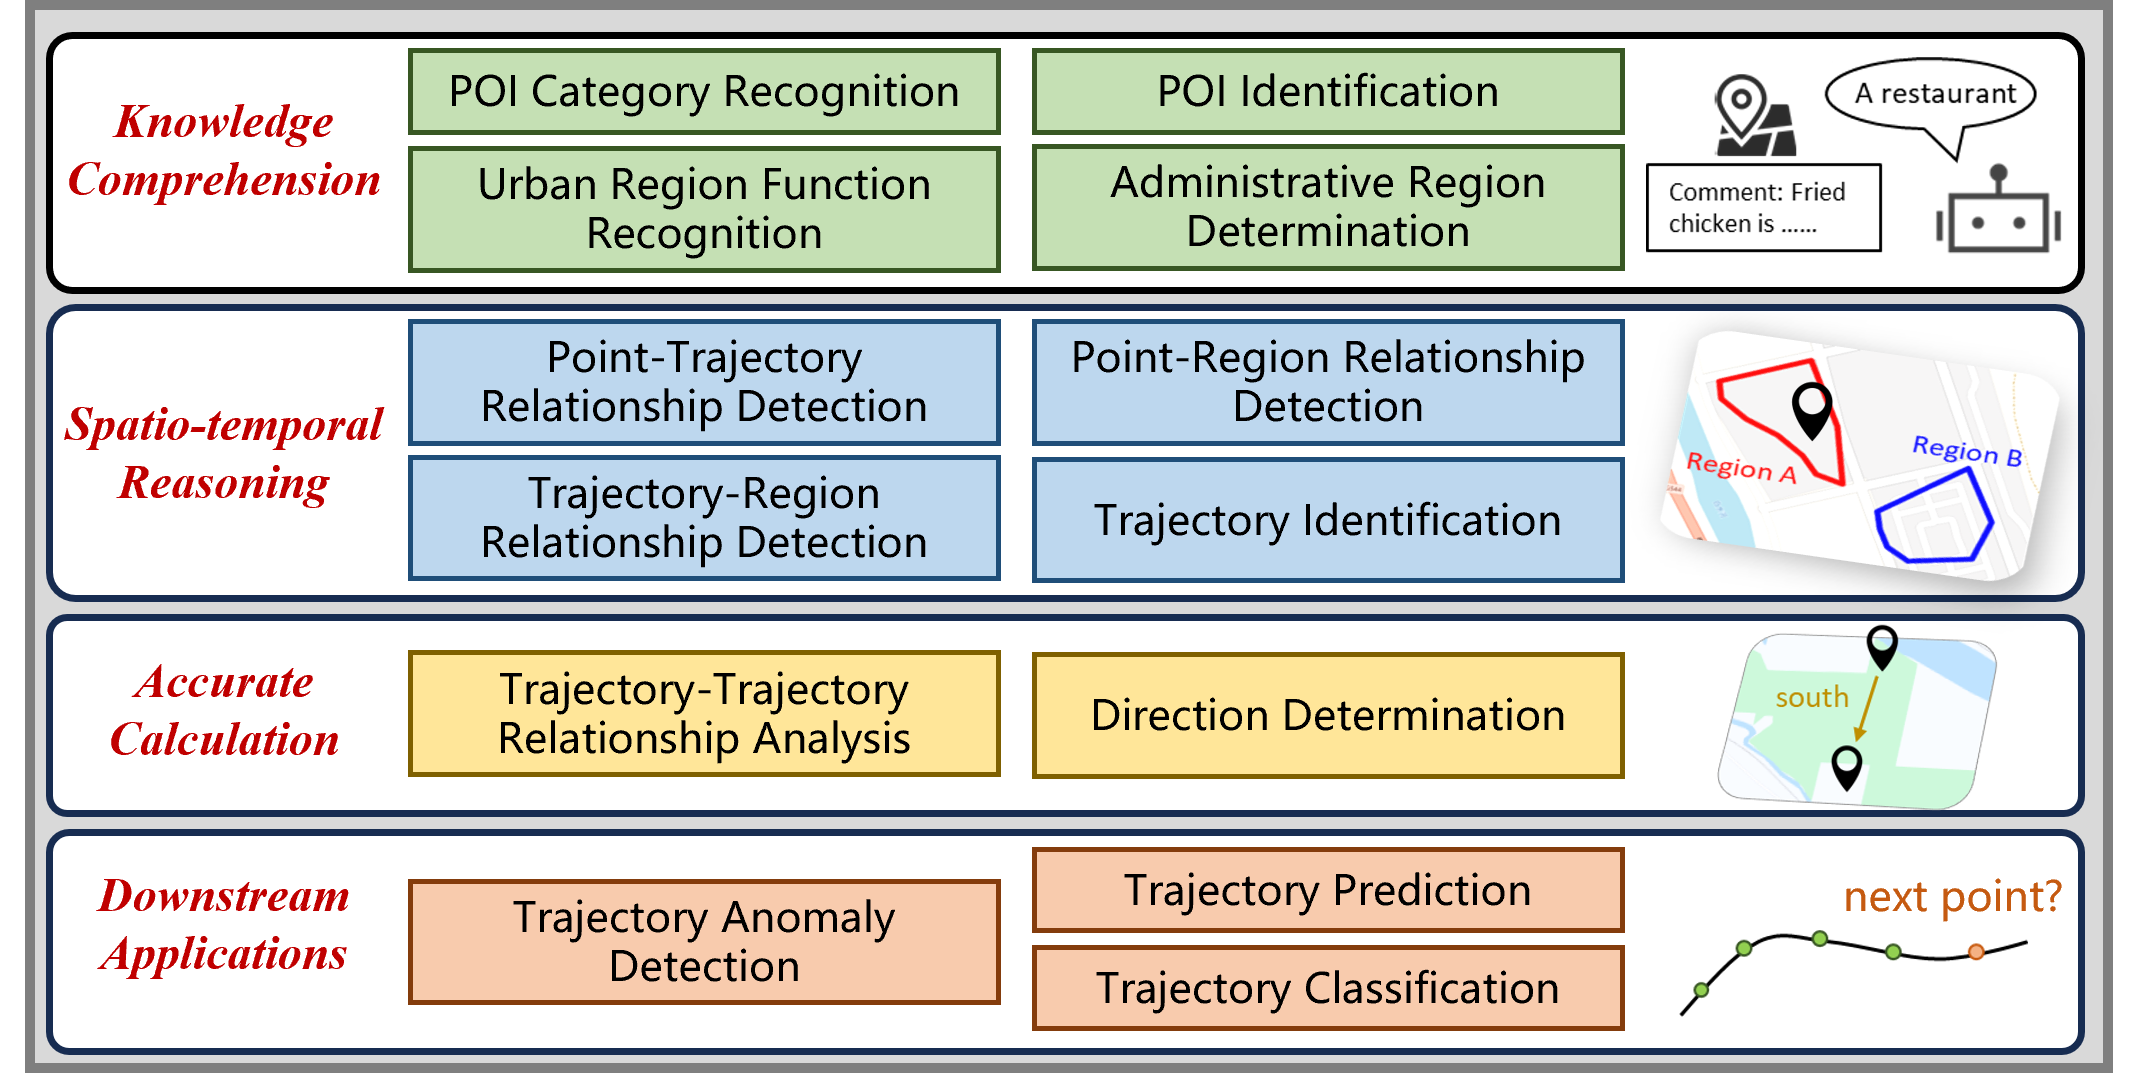 Knowledge
Comprehension
POI Category Recognition
POI Identification
Urban Region Function
Recognition
Administrative Region
Determination
A restaurant
Comment: Fried
chicken is ......
Spatio-temporal
Reasoning
Point-Trajectory
Relationship Detection
Point-Region Relationship
Detection
Trajectory-Region
Relationship Detection
Trajectory Identification
Region A
Region B
Accurate
Calculation
Trajectory-Trajectory
Relationship Analysis
Direction Determination
south
Downstream
Applications
Trajectory Anomaly
Detection
Trajectory Prediction
Trajectory Classification
next point?